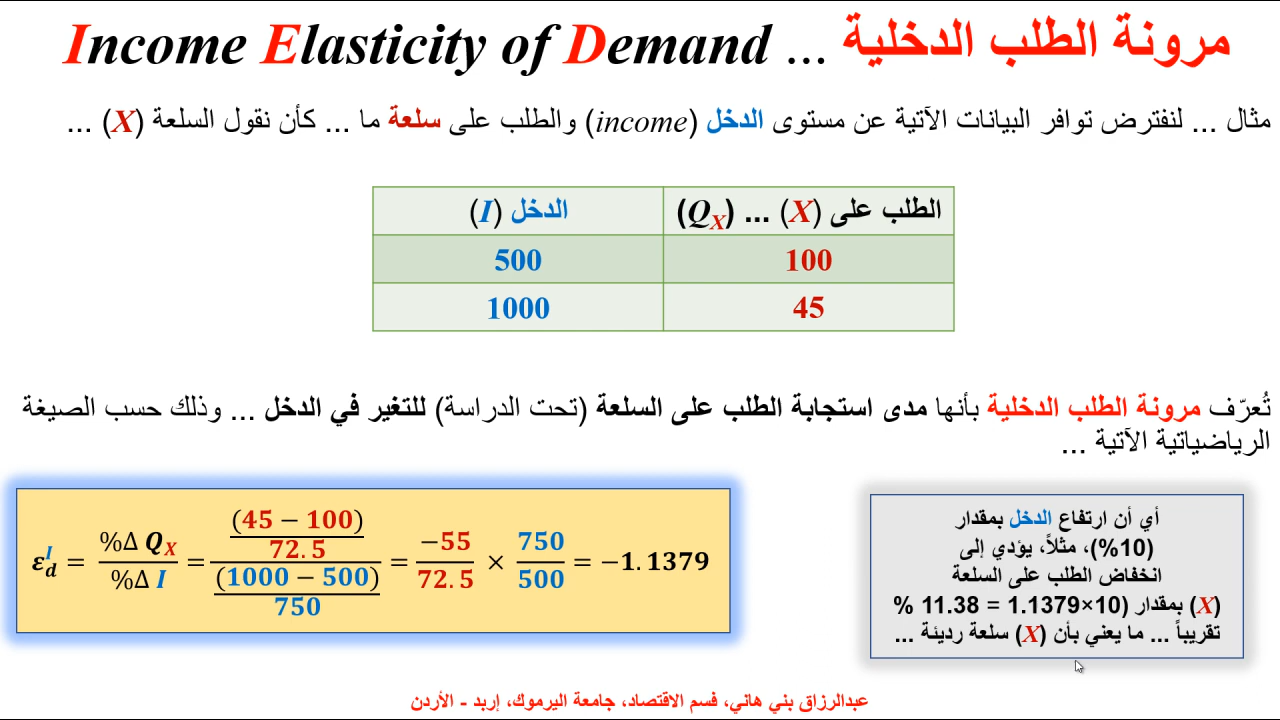 Income Elasticity of Demand ... مرونة الطلب الدخلية
مثال ... لنفترض توافر البيانات الآتية عن مستوى الدخل (income) والطلب على سلعة ما ... كأن نقول السلعة (X) ...
الطلب على (X) ... (Q_X) الدخل (I)
100 500
45 1000
تُعرّف مرونة الطلب الدخلية بأنها مدى استجابة الطلب على السلعة (تحت الدراسة) للتغير في الدخل ... وذلك حسب الصيغة
الرياضياتية الآتية ...
ε_d^I = %Δ Q_X / %Δ I = ((45 − 100) / 72.5) / ((1000 − 500) / 750) = −55 / 72.5 × 750 / 500 = −1.1379
أي أن ارتفاع الدخل بمقدار
(10%)، مثلاً، يؤدي إلى
انخفاض الطلب على السلعة
(X) بمقدار (10×1.1379 = 11.38 %
تقريباً ... ما يعني بأن (X) سلعة رديئة ...
عبدالرزاق بني هاني، قسم الاقتصاد، جامعة اليرموك، إربد - الأردن